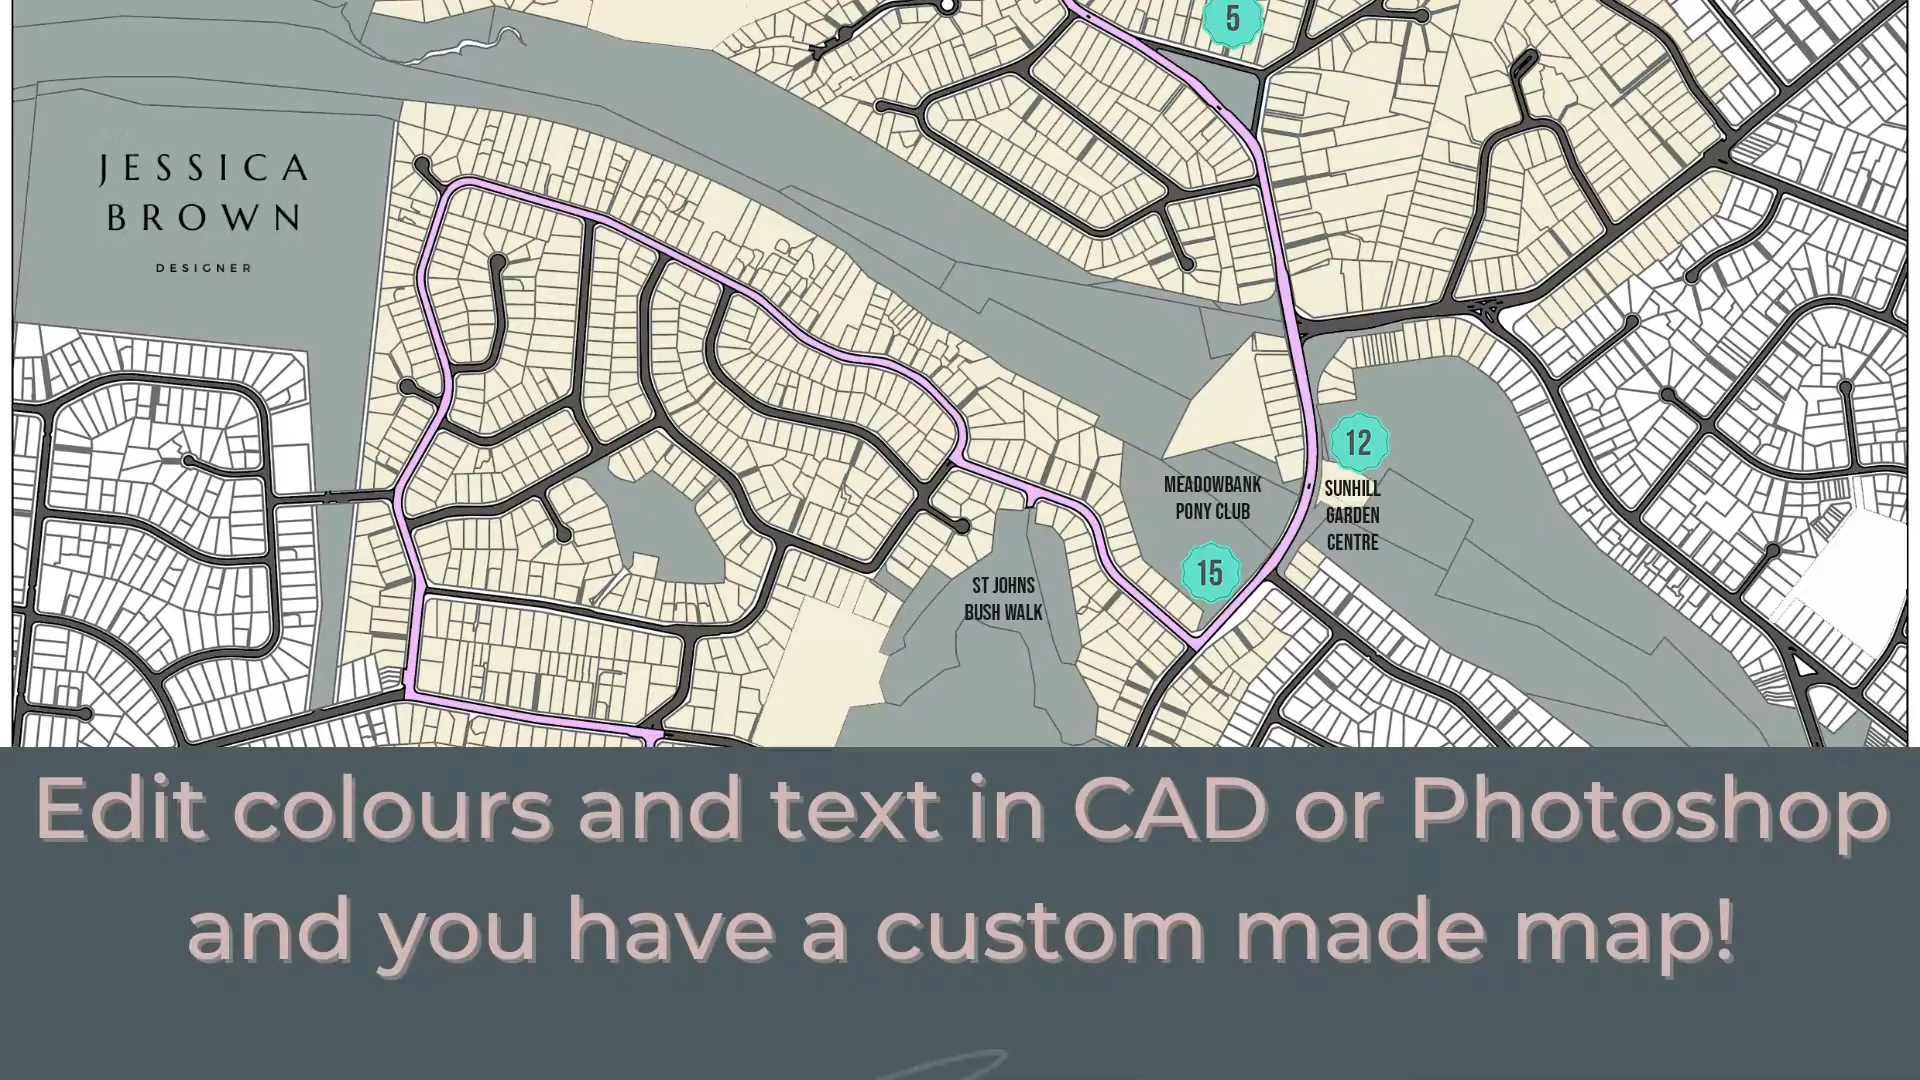 5
JESSICA
BROWN
DESIGNER
12
MEADOWBANK
PONY CLUB
SUNHILL
GARDEN
CENTRE
15
ST JOHNS
BUSH WALK
Edit colours and text in CAD or Photoshop
and you have a custom made map!